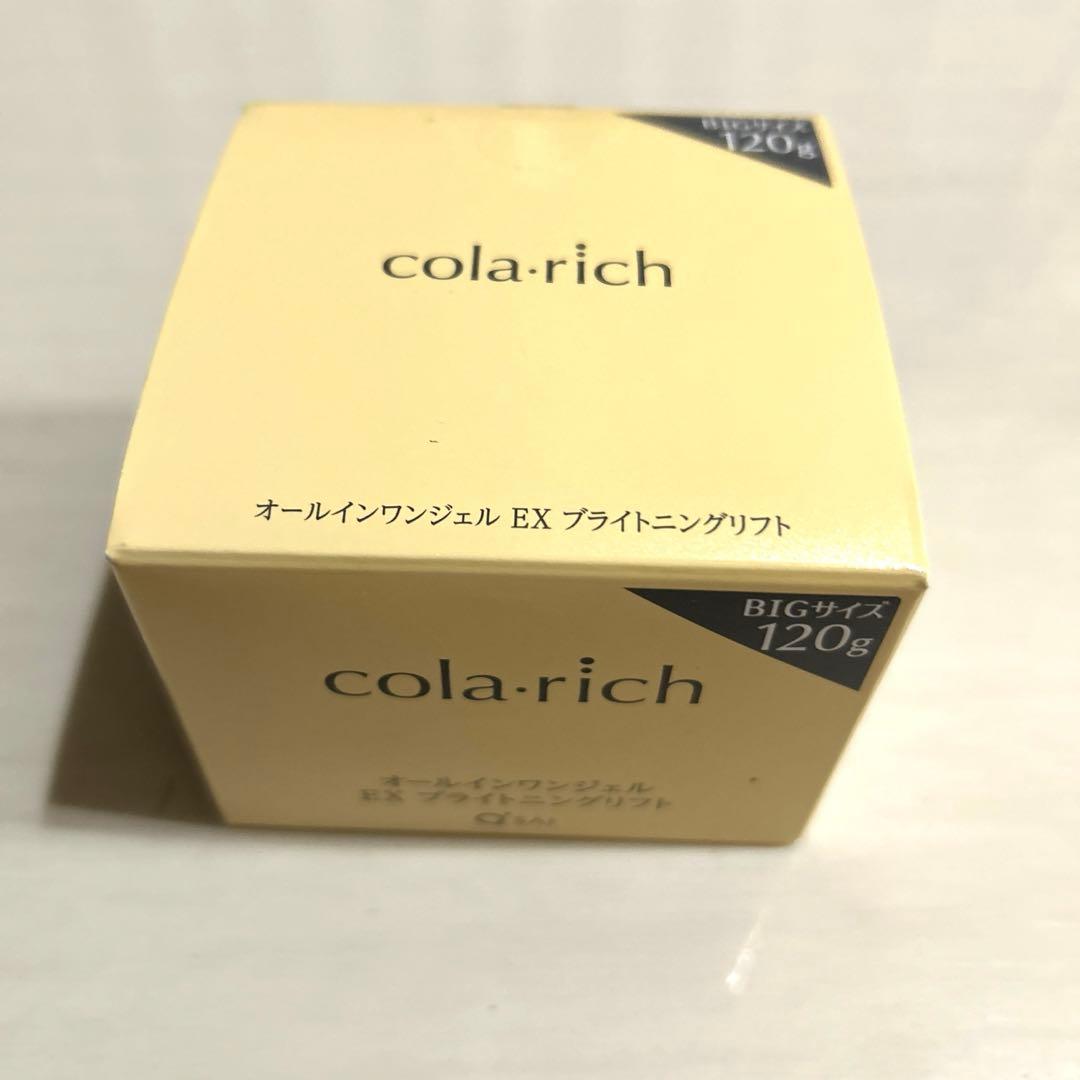 BIGサイズ
120g
cola·rich
オールインワンジェル EX ブライトニングリフト
BIGサイズ
120g
cola·rich
オールインワンジェル
EX ブライトニングリフト
Q'SAI